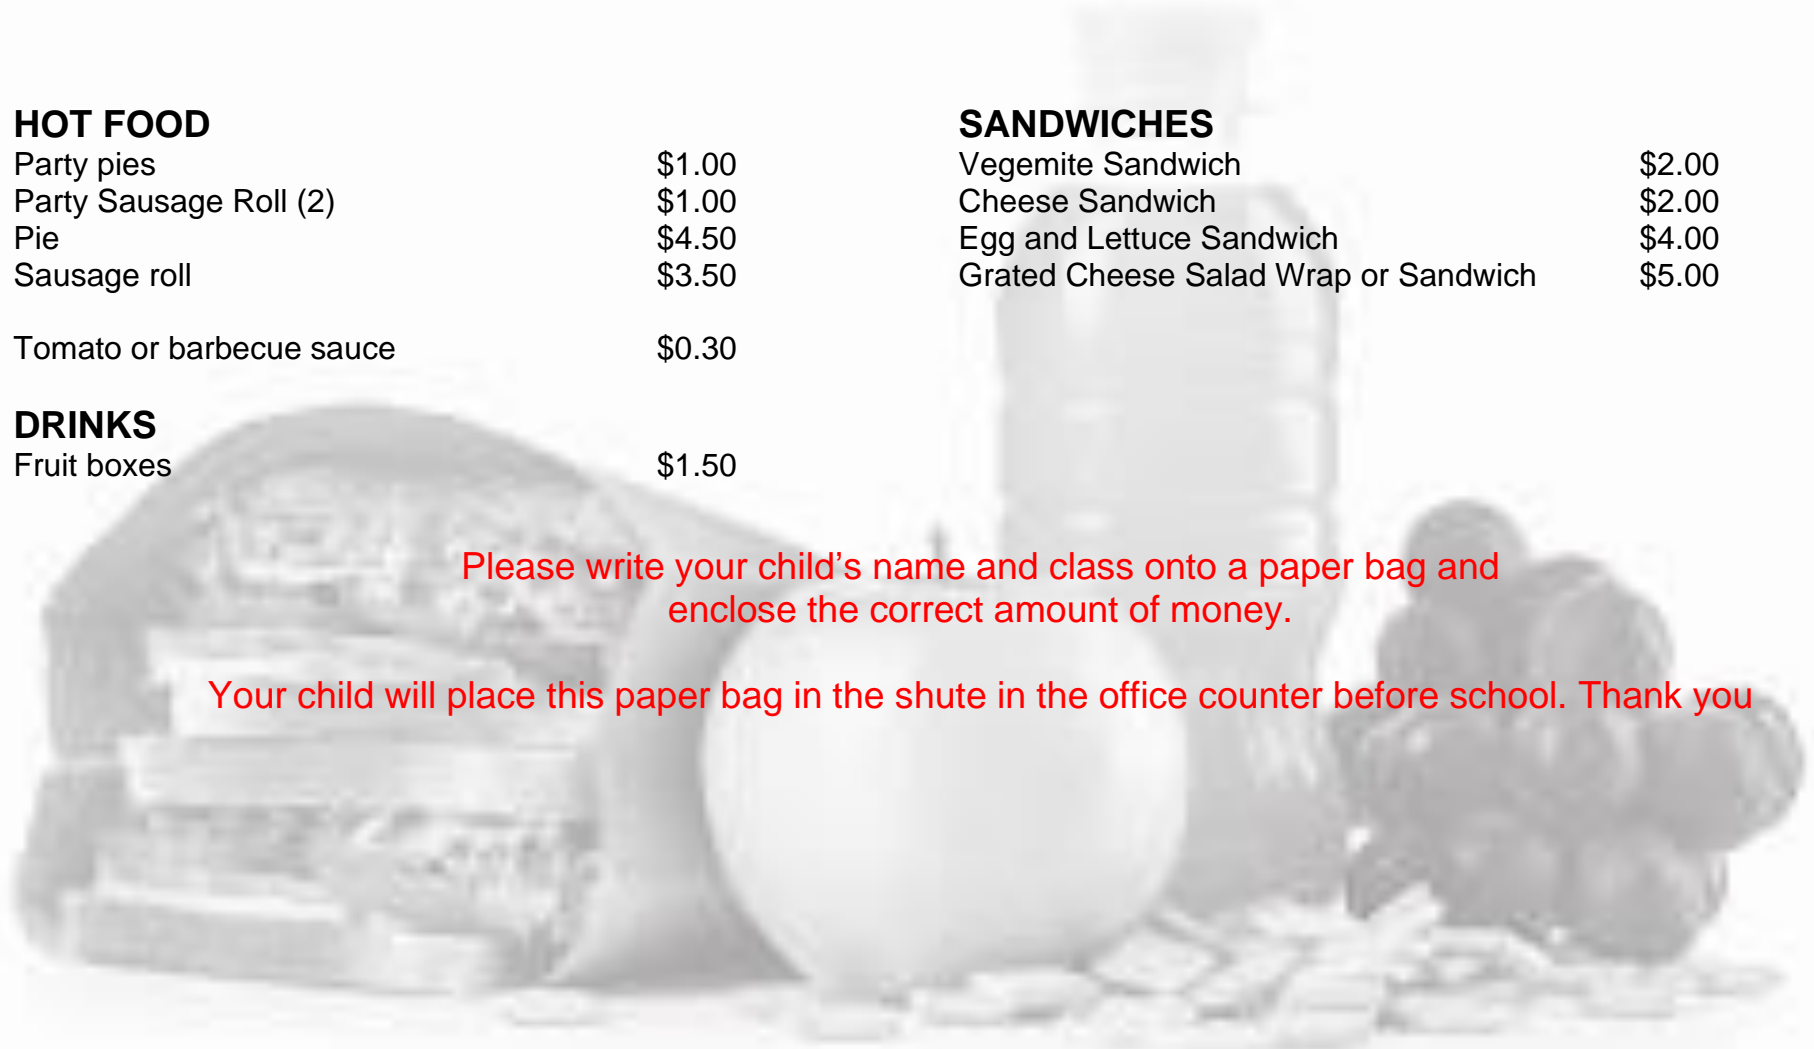 HOT FOOD
Party pies $1.00
Party Sausage Roll (2) $1.00
Pie $4.50
Sausage roll $3.50
Tomato or barbecue sauce $0.30
DRINKS
Fruit boxes $1.50
SANDWICHES
Vegemite Sandwich $2.00
Cheese Sandwich $2.00
Egg and Lettuce Sandwich $4.00
Grated Cheese Salad Wrap or Sandwich $5.00
Please write your child’s name and class onto a paper bag and
enclose the correct amount of money.
Your child will place this paper bag in the shute in the office counter before school. Thank you